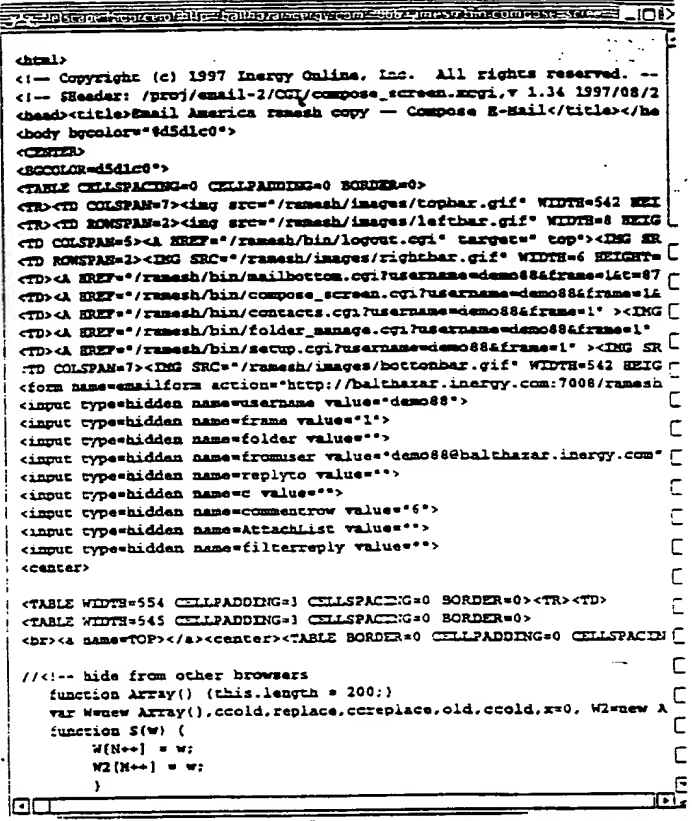 <html>
<!-- Copyright (c) 1997 Inergy Online, Inc. All rights reserved. --
<!-- $Header: /proj/email-2/CGI/compose_screen.xcgi,v 1.34 1997/08/2
<head><title>Email America ramesh copy -- Compose E-Mail</title></he
<body bgcolor="#d5d1c0">
<CENTER>
<BGCOLOR=d5d1c0">
<TABLE CELLSPACING=0 CELLPADDING=0 BORDER=0>
<TR><TD COLSPAN=7><img src="/ramesh/images/topbar.gif" WIDTH=542 HEI
<TR><TD ROWSPAN=2><img src="/ramesh/images/leftbar.gif" WIDTH=8 HEIG
<TD COLSPAN=5><A HREF="/ramesh/bin/logout.cgi" target="_top"><IMG SR
<TD ROWSPAN=2><IMG SRC="/ramesh/images/rightbar.gif" WIDTH=6 HEIGHT=
<TD><A HREF="/ramesh/bin/mailbottom.cgi?username=demo88&frame=1&t=87
<TD><A HREF="/ramesh/bin/compose_screen.cgi?username=demo88&frame=1&
<TD><A HREF="/ramesh/bin/contacts.cgi?username=demo88&frame=1" ><IMG
<TD><A HREF="/ramesh/bin/folder_manage.cgi?username=demo88&frame=1"
<TD><A HREF="/ramesh/bin/setup.cgi?username=demo88&frame=1" ><IMG SR
TD COLSPAN=7><IMG SRC="/ramesh/images/bottonbar.gif" WIDTH=542 HEIG
<form name=emailform action="http://balthazar.inergy.com:7008/ramesh
<input type=hidden name=username value="demo88">
<input type=hidden name=frame value="1">
<input type=hidden name=folder value="">
<input type=hidden name=fromuser value="demo88@balthazar.inergy.com"
<input type=hidden name=replyto value="">
<input type=hidden name=c value="">
<input type=hidden name=commentrow value="6">
<input type=hidden name=AttachList value="">
<input type=hidden name=filterreply value="">
<center>
<TABLE WIDTH=554 CELLPADDING=3 CELLSPACING=0 BORDER=0><TR><TD>
<TABLE WIDTH=545 CELLPADDING=3 CELLSPACING=0 BORDER=0>
<br><a name=TOP></a><center><TABLE BORDER=0 CELLPADDING=0 CELLSPACIN
//<!-- hide from other browsers
function Array() {this.length = 200;}
var W=new Array(),ccold,replace,ccreplace,old,ccold,x=0, W2=new A
function S(w) {
W[N++] = w;
W2[M++] = w;
}